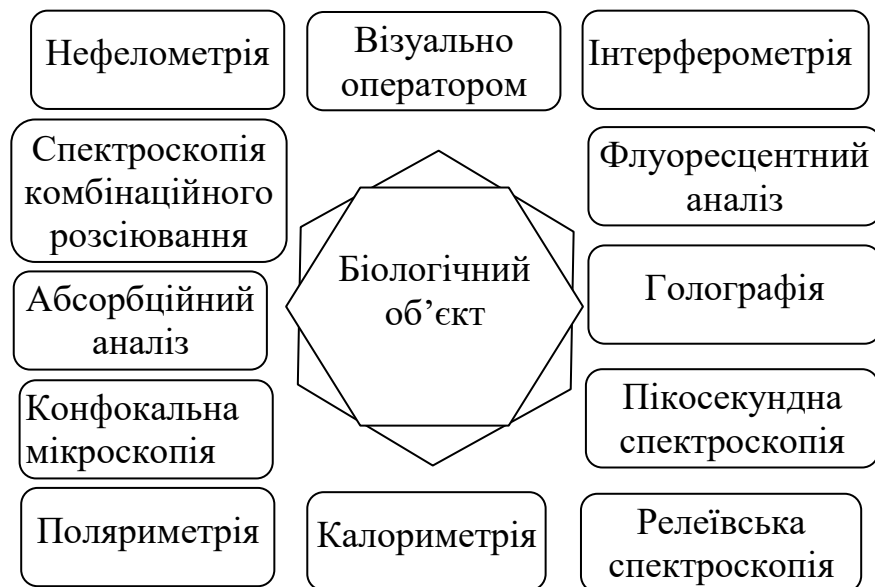 Нефелометрія
Візуально
оператором
Інтерферометрія
Спектроскопія
комбінаційного
розсіювання
Флуоресцентний
аналіз
Біологічний
об’єкт
Абсорбційний
аналіз
Голографія
Конфокальна
мікроскопія
Пікосекундна
спектроскопія
Поляриметрія
Калориметрія
Релеївська
спектроскопія